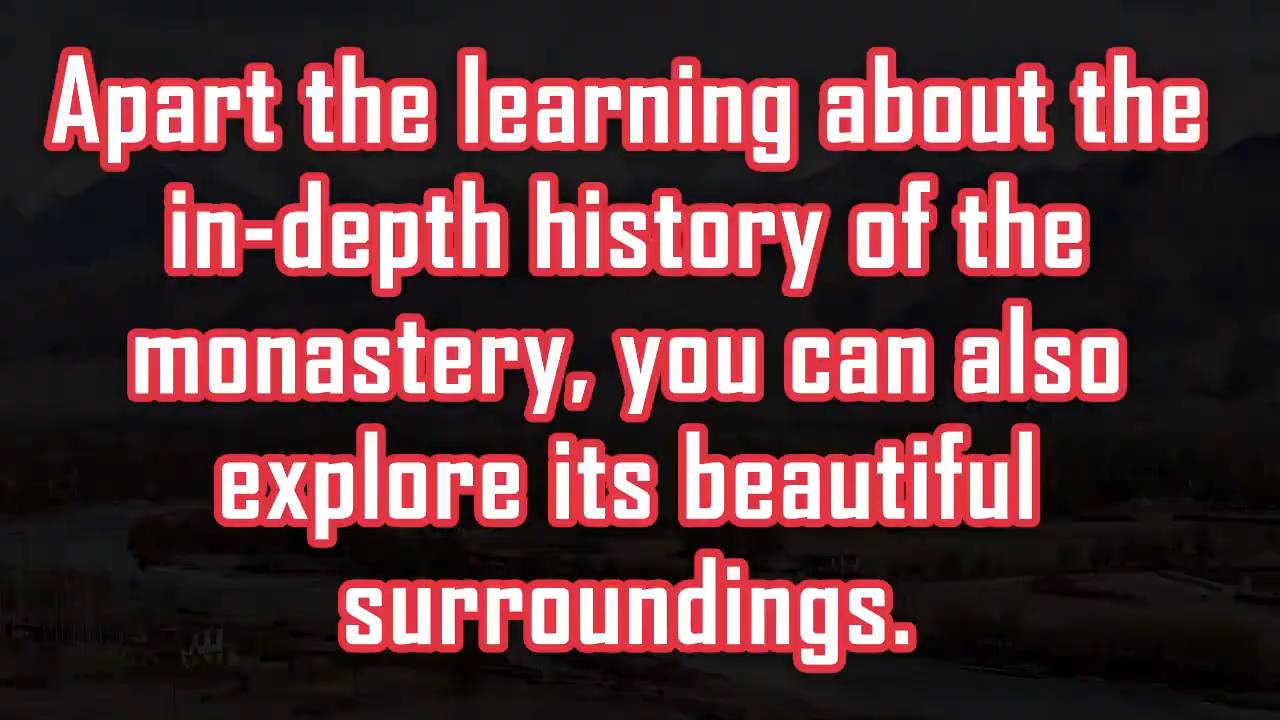 Apart the learning about the
in-depth history of the
monastery, you can also
explore its beautiful
surroundings.